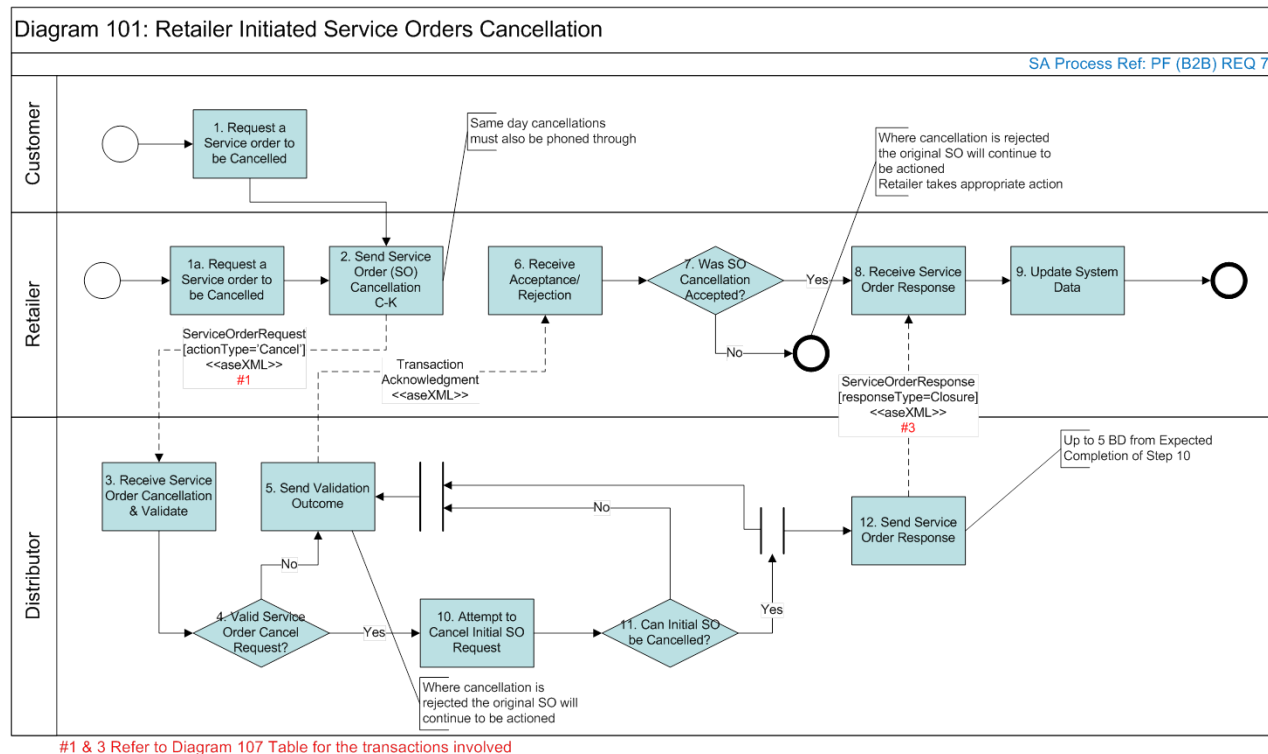 Diagram 101: Retailer Initiated Service Orders Cancellation
SA Process Ref: PF (B2B) REQ 7
Customer
1. Request a
Service order to
be Cancelled
Same day cancellations
must also be phoned through
Where cancellation is rejected
the original SO will continue to
be actioned
Retailer takes appropriate action
Retailer
1a. Request a
Service order to
be Cancelled
2. Send Service
Order (SO)
Cancellation
C-K
6. Receive
Acceptance/
Rejection
7. Was SO
Cancellation
Accepted?
Yes
No
8. Receive Service
Order Response
9. Update System
Data
ServiceOrderRequest
[actionType='Cancel']
<<aseXML>>
#1
Transaction
Acknowledgment
<<aseXML>>
ServiceOrderResponse
[responseType=Closure]
<<aseXML>>
#3
Distributor
3. Receive Service
Order Cancellation
& Validate
5. Send Validation
Outcome
No
No
12. Send Service
Order Response
Up to 5 BD from Expected
Completion of Step 10
4. Valid Service
Order Cancel
Request?
Yes
10. Attempt to
Cancel Initial SO
Request
11. Can Initial SO
be Cancelled?
Yes
Where cancellation is
rejected the original SO will
continue to be actioned
#1 & 3 Refer to Diagram 107 Table for the transactions involved